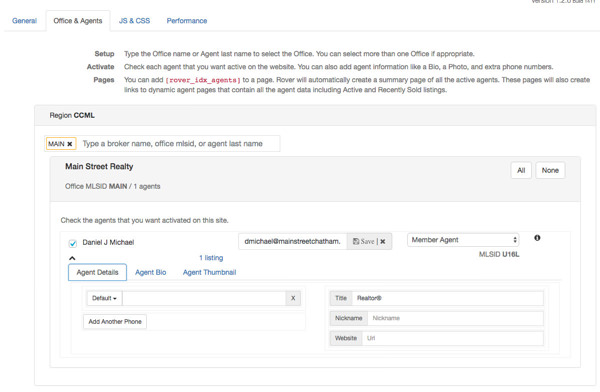 General Office & Agents JS & CSS Performance
Setup Type the Office name or Agent last name to select the Office. You can select more than one Office if appropriate.
Activate Check each agent that you want active on the website. You can also add agent information like a Bio, a Photo, and extra phone numbers.
Pages You can add [rover_idx_agents] to a page. Rover will automatically create a summary page of all the active agents. These pages will also create
links to dynamic agent pages that contain all the agent data including Active and Recently Sold listings.
Region CCML
MAIN ✖ Type a broker name, office mlsid, or agent last name
Main Street Realty
All None
Office MLSID MAIN / 1 agents
Check the agents that you want activated on this site.
Daniel J Michael dmichael@mainstreetchatham. Save | ✖ Member Agent
1 listing MLSID U16L
Agent Details Agent Bio Agent Thumbnail
Default X Title Realtor®
Add Another Phone Nickname Nickname
Website Url